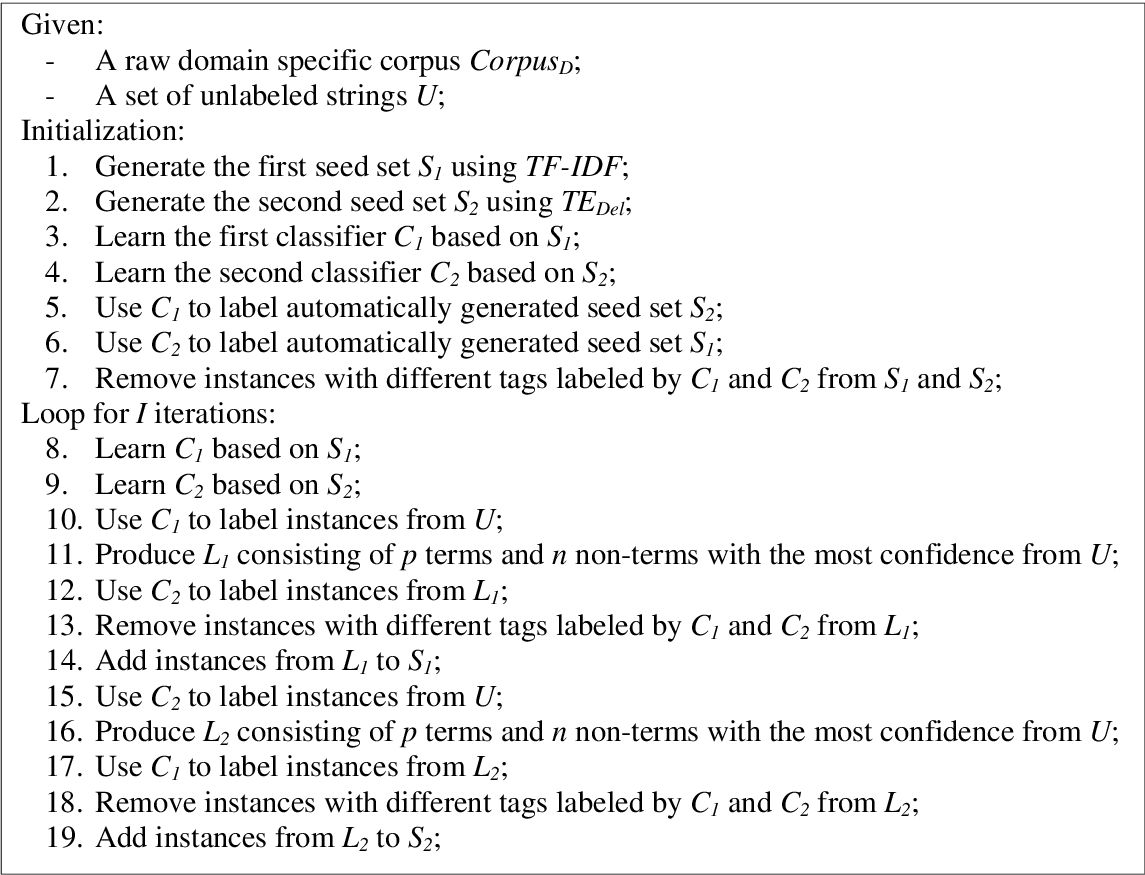 Given:
- A raw domain specific corpus Corpus_D;
- A set of unlabeled strings U;
Initialization:
1. Generate the first seed set S_1 using TF-IDF;
2. Generate the second seed set S_2 using TE_Del;
3. Learn the first classifier C_1 based on S_1;
4. Learn the second classifier C_2 based on S_2;
5. Use C_1 to label automatically generated seed set S_2;
6. Use C_2 to label automatically generated seed set S_1;
7. Remove instances with different tags labeled by C_1 and C_2 from S_1 and S_2;
Loop for I iterations:
8. Learn C_1 based on S_1;
9. Learn C_2 based on S_2;
10. Use C_1 to label instances from U;
11. Produce L_1 consisting of p terms and n non-terms with the most confidence from U;
12. Use C_2 to label instances from L_1;
13. Remove instances with different tags labeled by C_1 and C_2 from L_1;
14. Add instances from L_1 to S_1;
15. Use C_2 to label instances from U;
16. Produce L_2 consisting of p terms and n non-terms with the most confidence from U;
17. Use C_1 to label instances from L_2;
18. Remove instances with different tags labeled by C_1 and C_2 from L_2;
19. Add instances from L_2 to S_2;